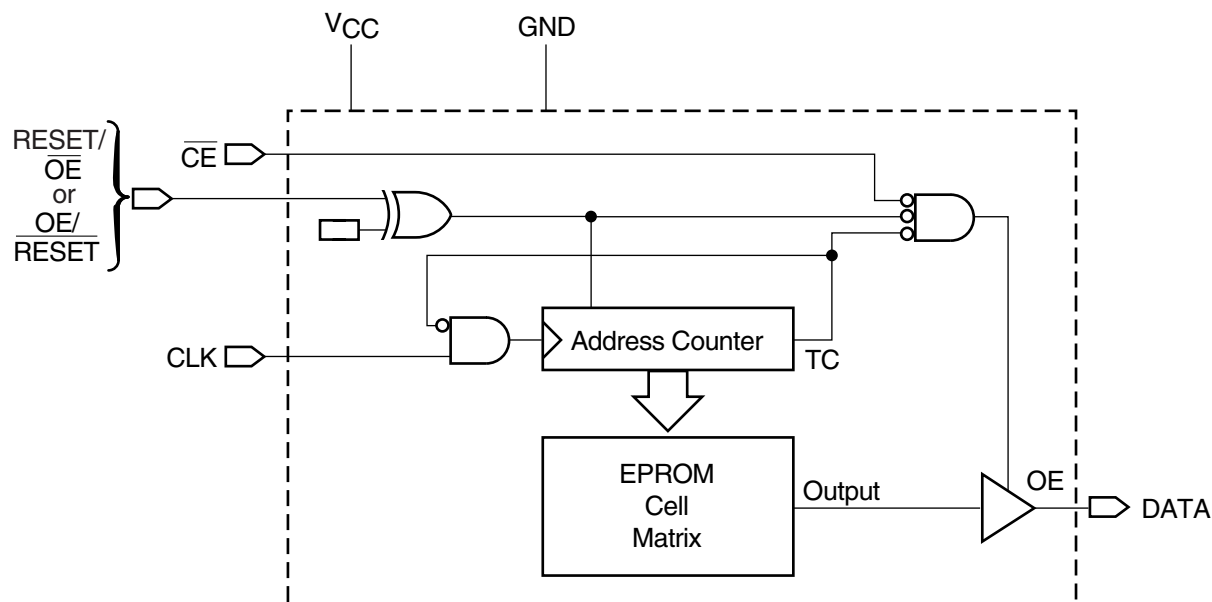 VCC
GND
RESET/
OE
or
OE/
RESET
CE
CLK
Address Counter
TC
EPROM
Cell
Matrix
Output
OE
DATA